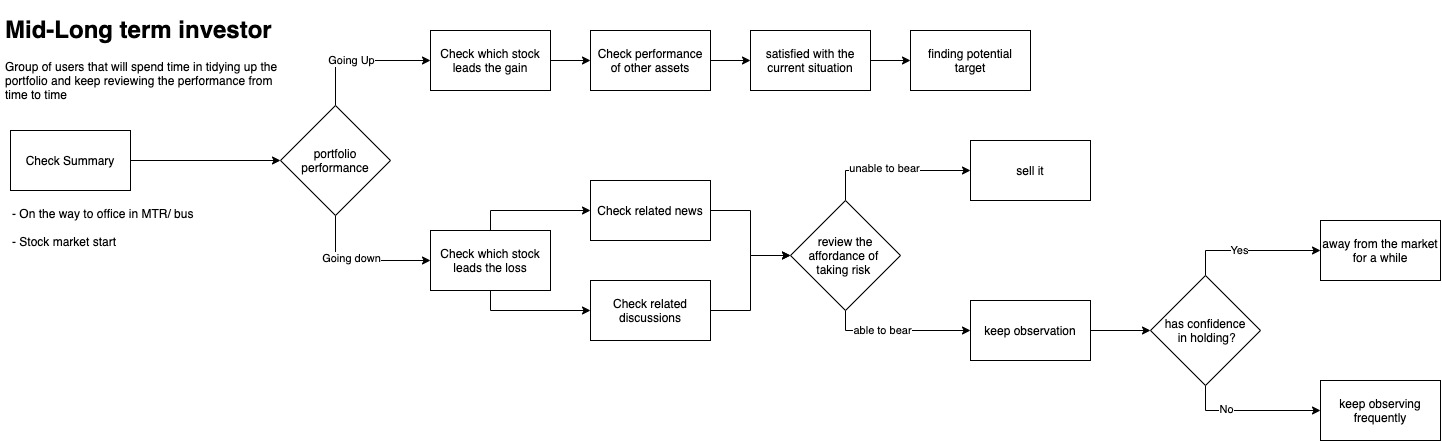 Mid-Long term investor
Group of users that will spend time in tidying up the
portfolio and keep reviewing the performance from
time to time
Check Summary
- On the way to office in MTR/ bus
- Stock market start
portfolio
performance
Going Up
Check which stock
leads the gain
Check performance
of other assets
satisfied with the
current situation
finding potential
target
Going down
Check which stock
leads the loss
Check related news
Check related
discussions
review the
affordance of
taking risk
unable to bear
sell it
able to bear
keep observation
has confidence
in holding?
Yes
away from the market
for a while
No
keep observing
frequently